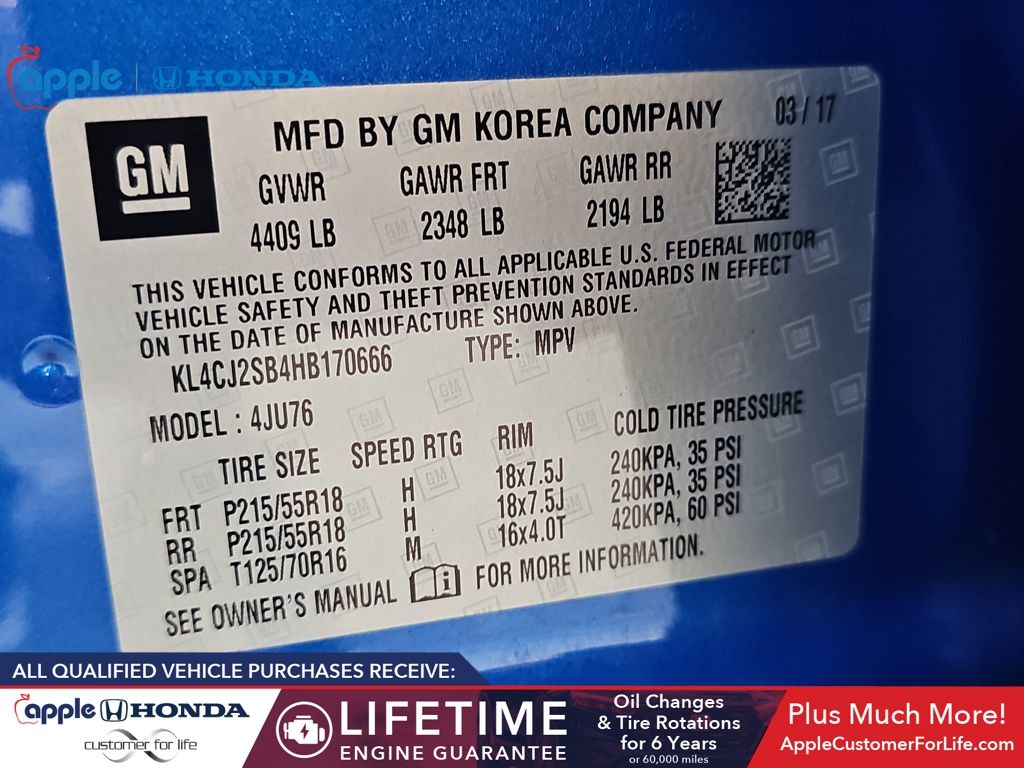 apple | HONDA
GM
MFD BY GM KOREA COMPANY 03 / 17
GVWR GAWR FRT GAWR RR
4409 LB 2348 LB 2194 LB
THIS VEHICLE CONFORMS TO ALL APPLICABLE U.S. FEDERAL MOTOR
VEHICLE SAFETY AND THEFT PREVENTION STANDARDS IN EFFECT
ON THE DATE OF MANUFACTURE SHOWN ABOVE.
KL4CJ2SB4HB170666 TYPE: MPV
MODEL : 4JU76
TIRE SIZE SPEED RTG RIM COLD TIRE PRESSURE
FRT P215/55R18 H 18x7.5J 240KPA, 35 PSI
RR P215/55R18 H 18x7.5J 240KPA, 35 PSI
SPA T125/70R16 M 16x4.0T 420KPA, 60 PSI
SEE OWNER'S MANUAL FOR MORE INFORMATION.
ALL QUALIFIED VEHICLE PURCHASES RECEIVE:
apple HONDA
customer for life
LIFETIME
ENGINE GUARANTEE
Oil Changes
& Tire Rotations
for 6 Years
or 60,000 miles
Plus Much More!
AppleCustomerForLife.com